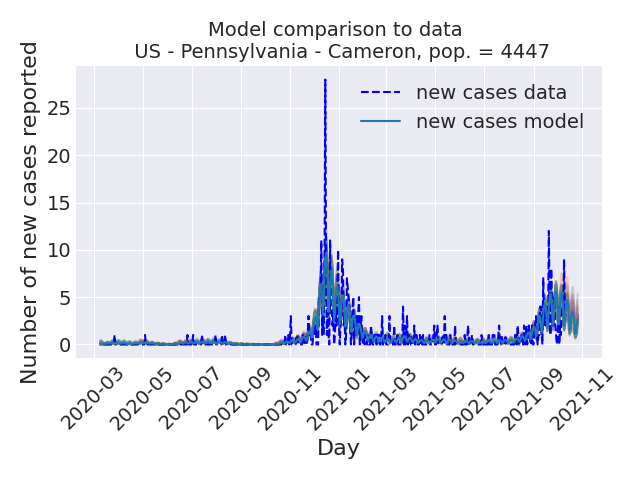 Model comparison to data
US - Pennsylvania - Cameron, pop. = 4447
new cases data
new cases model
Number of new cases reported
25
20
15
10
5
0
2020-03
2020-05
2020-07
2020-09
2020-11
2021-01
2021-03
2021-05
2021-07
2021-09
2021-11
Day